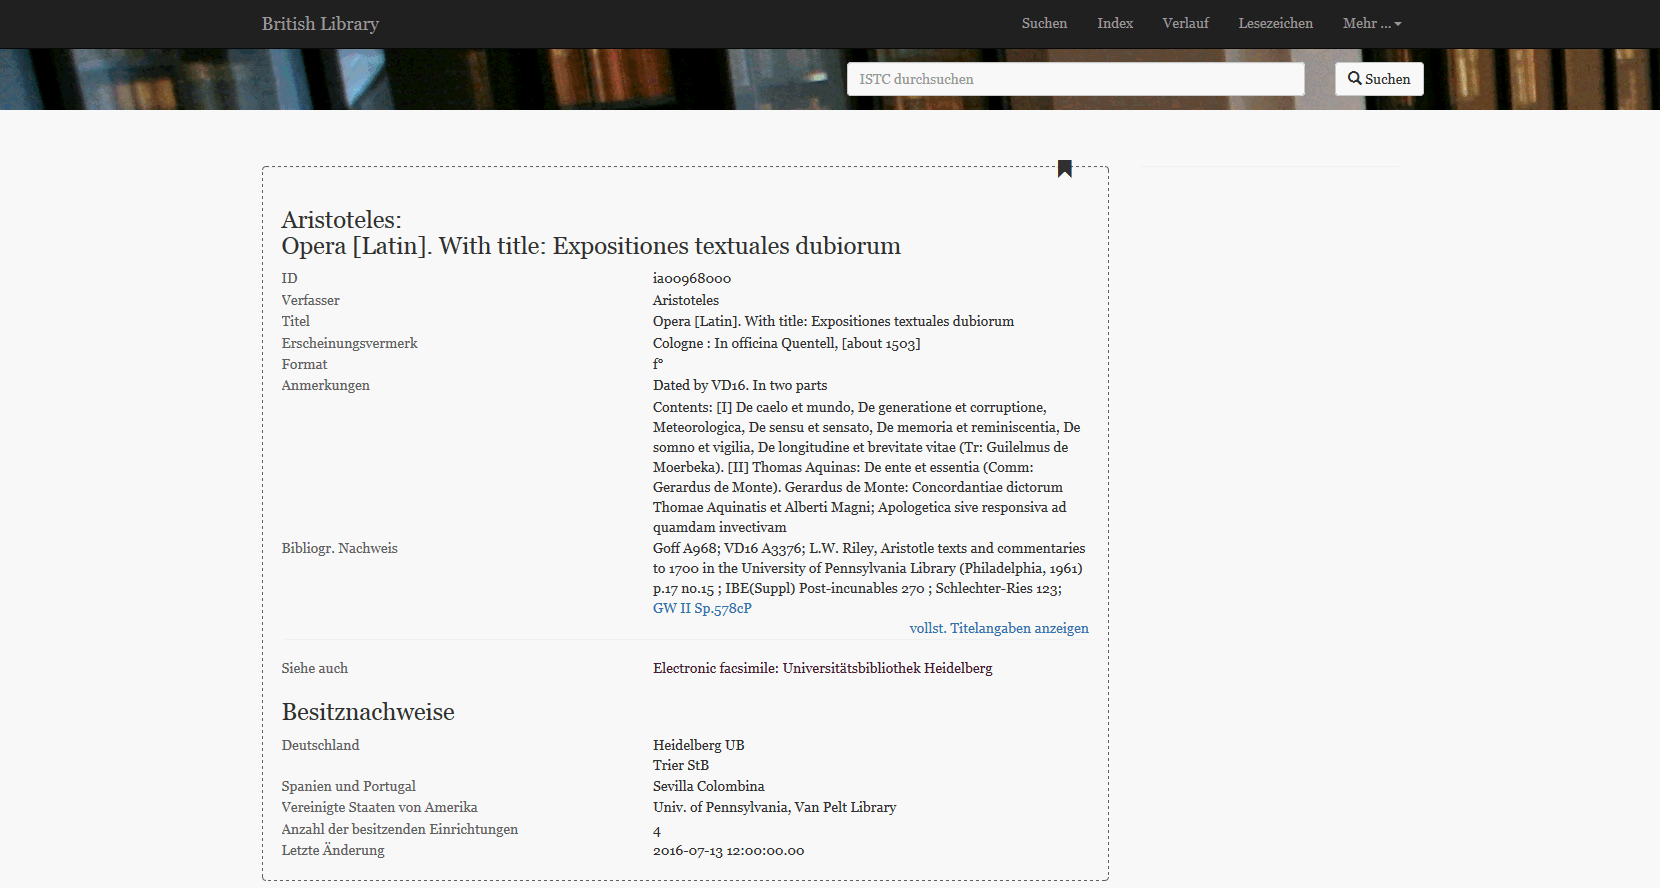 British Library Suchen Index Verlauf Lesezeichen Mehr ...
ISTC durchsuchen Suchen
Aristoteles:
Opera [Latin]. With title: Expositiones textuales dubiorum
ID ia00968000
Verfasser Aristoteles
Titel Opera [Latin]. With title: Expositiones textuales dubiorum
Erscheinungsvermerk Cologne : In officina Quentell, [about 1503]
Format f°
Anmerkungen Dated by VD16. In two parts
Contents: [I] De caelo et mundo, De generatione et corruptione,
Meteorologica, De sensu et sensato, De memoria et reminiscentia, De
somno et vigilia, De longitudine et brevitate vitae (Tr: Guilelmus de
Moerbeka). [II] Thomas Aquinas: De ente et essentia (Comm:
Gerardus de Monte). Gerardus de Monte: Concordantiae dictorum
Thomae Aquinatis et Alberti Magni; Apologetica sive responsiva ad
quamdam invectivam
Bibliogr. Nachweis Goff A968; VD16 A3376; L.W. Riley, Aristotle texts and commentaries
to 1700 in the University of Pennsylvania Library (Philadelphia, 1961)
p.17 no.15 ; IBE(Suppl) Post-incunables 270 ; Schlechter-Ries 123;
GW II Sp.578cP
vollst. Titelangaben anzeigen
Siehe auch Electronic facsimile: Universitätsbibliothek Heidelberg
Besitznachweise
Deutschland Heidelberg UB
Trier StB
Spanien und Portugal Sevilla Colombina
Vereinigte Staaten von Amerika Univ. of Pennsylvania, Van Pelt Library
Anzahl der besitzenden Einrichtungen 4
Letzte Änderung 2016-07-13 12:00:00.00